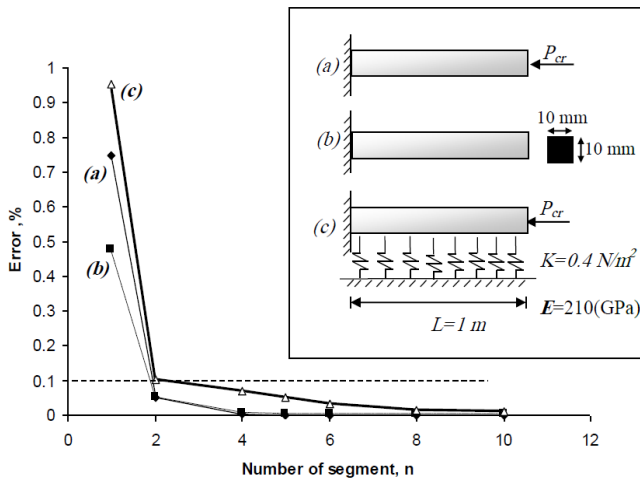 1
0.9
0.8
0.7
0.6
0.5
0.4
0.3
0.2
0.1
0
Error ,%
0 2 4 6 8 10 12
Number of segment, n
(c)
(a)
(b)
(a)
Pcr
(b)
10 mm
10 mm
(c)
Pcr
K=0.4 N/m²
E=210(GPa)
L=1 m